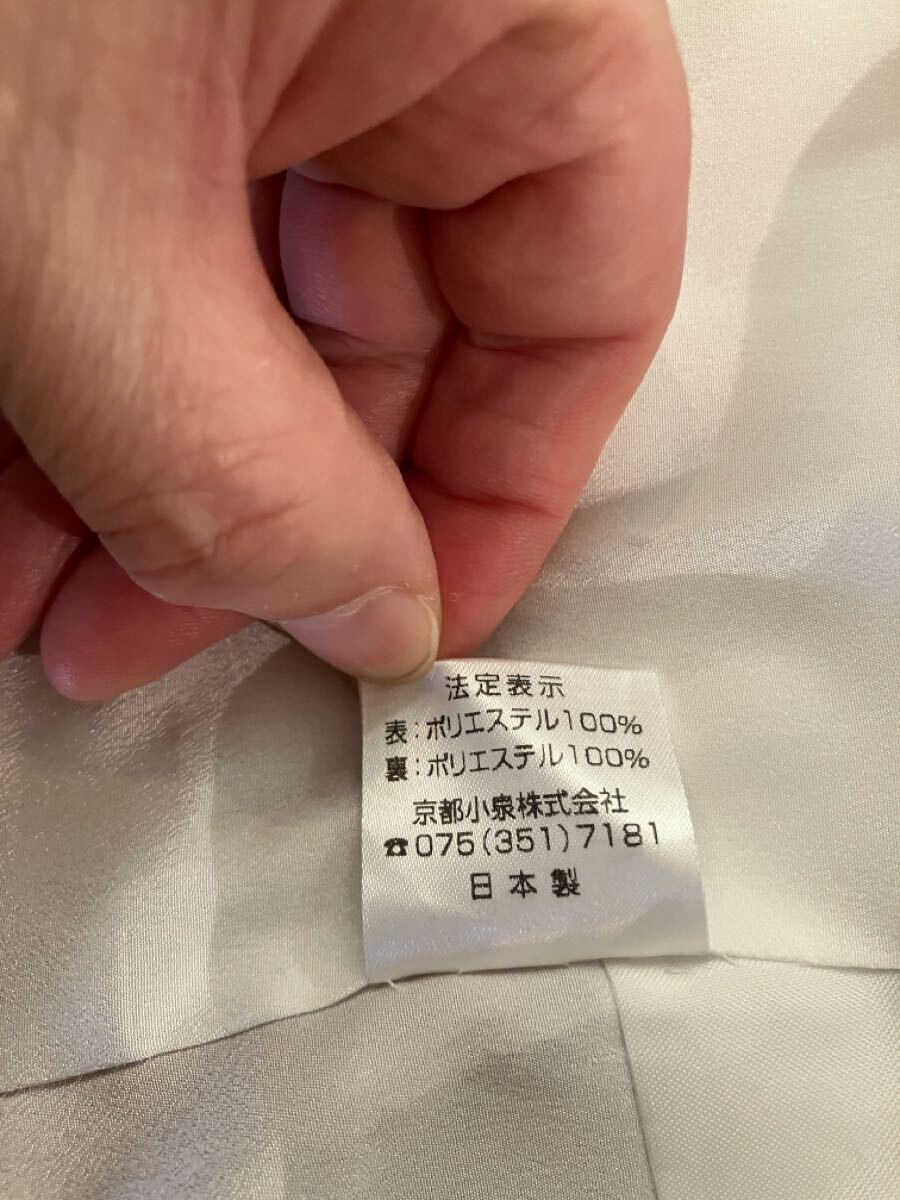 法定表示
表:ポリエステル100%
裏:ポリエステル100%
京都小泉株式会社
☎075(351)7181
日本製